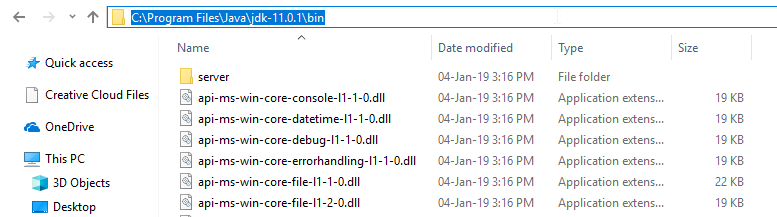 C:\Program Files\Java\jdk-11.0.1\bin
Name Date modified Type Size
Quick access
Creative Cloud Files
OneDrive
This PC
3D Objects
Desktop
server 04-Jan-19 3:16 PM File folder
api-ms-win-core-console-l1-1-0.dll 04-Jan-19 3:16 PM Application extens... 19 KB
api-ms-win-core-datetime-l1-1-0.dll 04-Jan-19 3:16 PM Application extens... 19 KB
api-ms-win-core-debug-l1-1-0.dll 04-Jan-19 3:16 PM Application extens... 19 KB
api-ms-win-core-errorhandling-l1-1-0.dll 04-Jan-19 3:16 PM Application extens... 19 KB
api-ms-win-core-file-l1-1-0.dll 04-Jan-19 3:16 PM Application extens... 22 KB
api-ms-win-core-file-l1-2-0.dll 04-Jan-19 3:16 PM Application extens... 19 KB